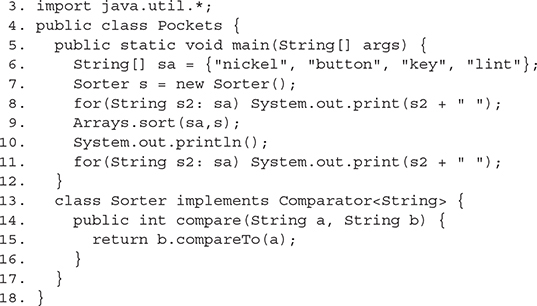 3. import java.util.*;
4. public class Pockets {
5.   public static void main(String[] args) {
6.     String[] sa = {"nickel", "button", "key", "lint"};
7.     Sorter s = new Sorter();
8.     for(String s2: sa) System.out.print(s2 + " ");
9.     Arrays.sort(sa,s);
10.     System.out.println();
11.     for(String s2: sa) System.out.print(s2 + " ");
12.   }
13.   class Sorter implements Comparator<String> {
14.     public int compare(String a, String b) {
15.       return b.compareTo(a);
16.     }
17.   }
18. }